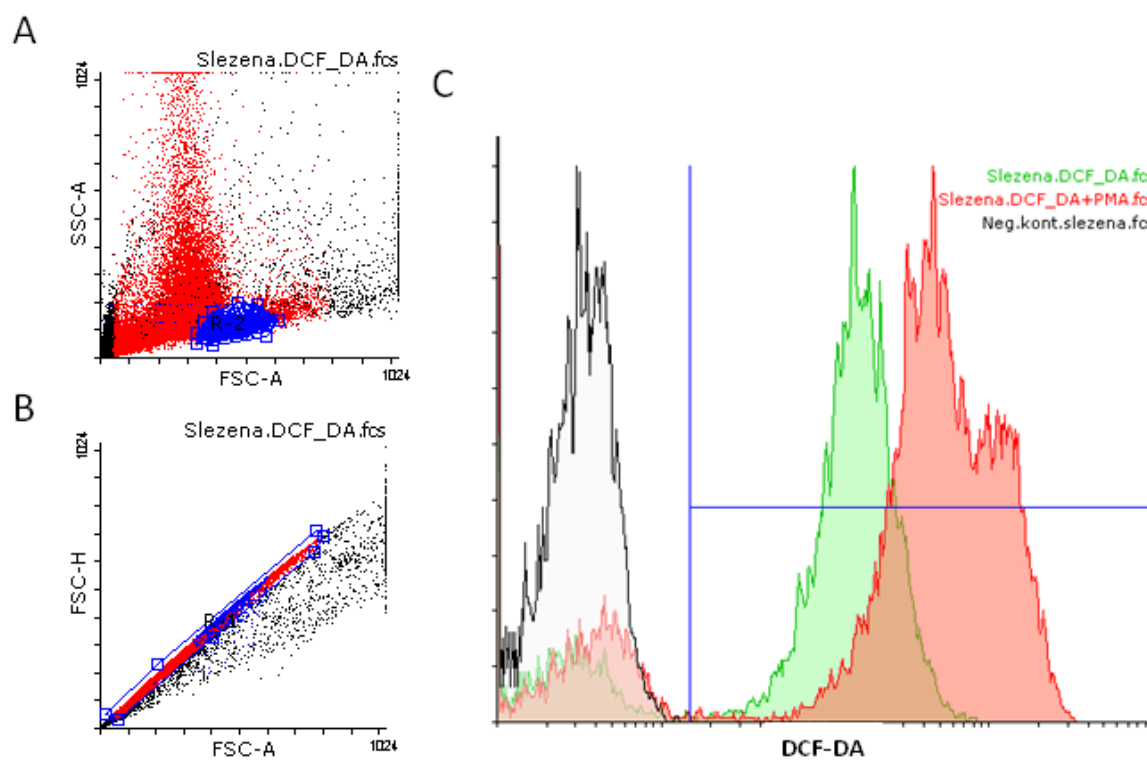 A
Slezena.DCF_DA.fcs
1024
SSC-A
R-2
FSC-A
1024
B
Slezena.DCF_DA.fcs
1024
FSC-H
FSC-A
1024
C
Slezena.DCF_DA.fc
Slezena.DCF_DA+PMA.fc
Neg.kont.slezena.fc
DCF-DA